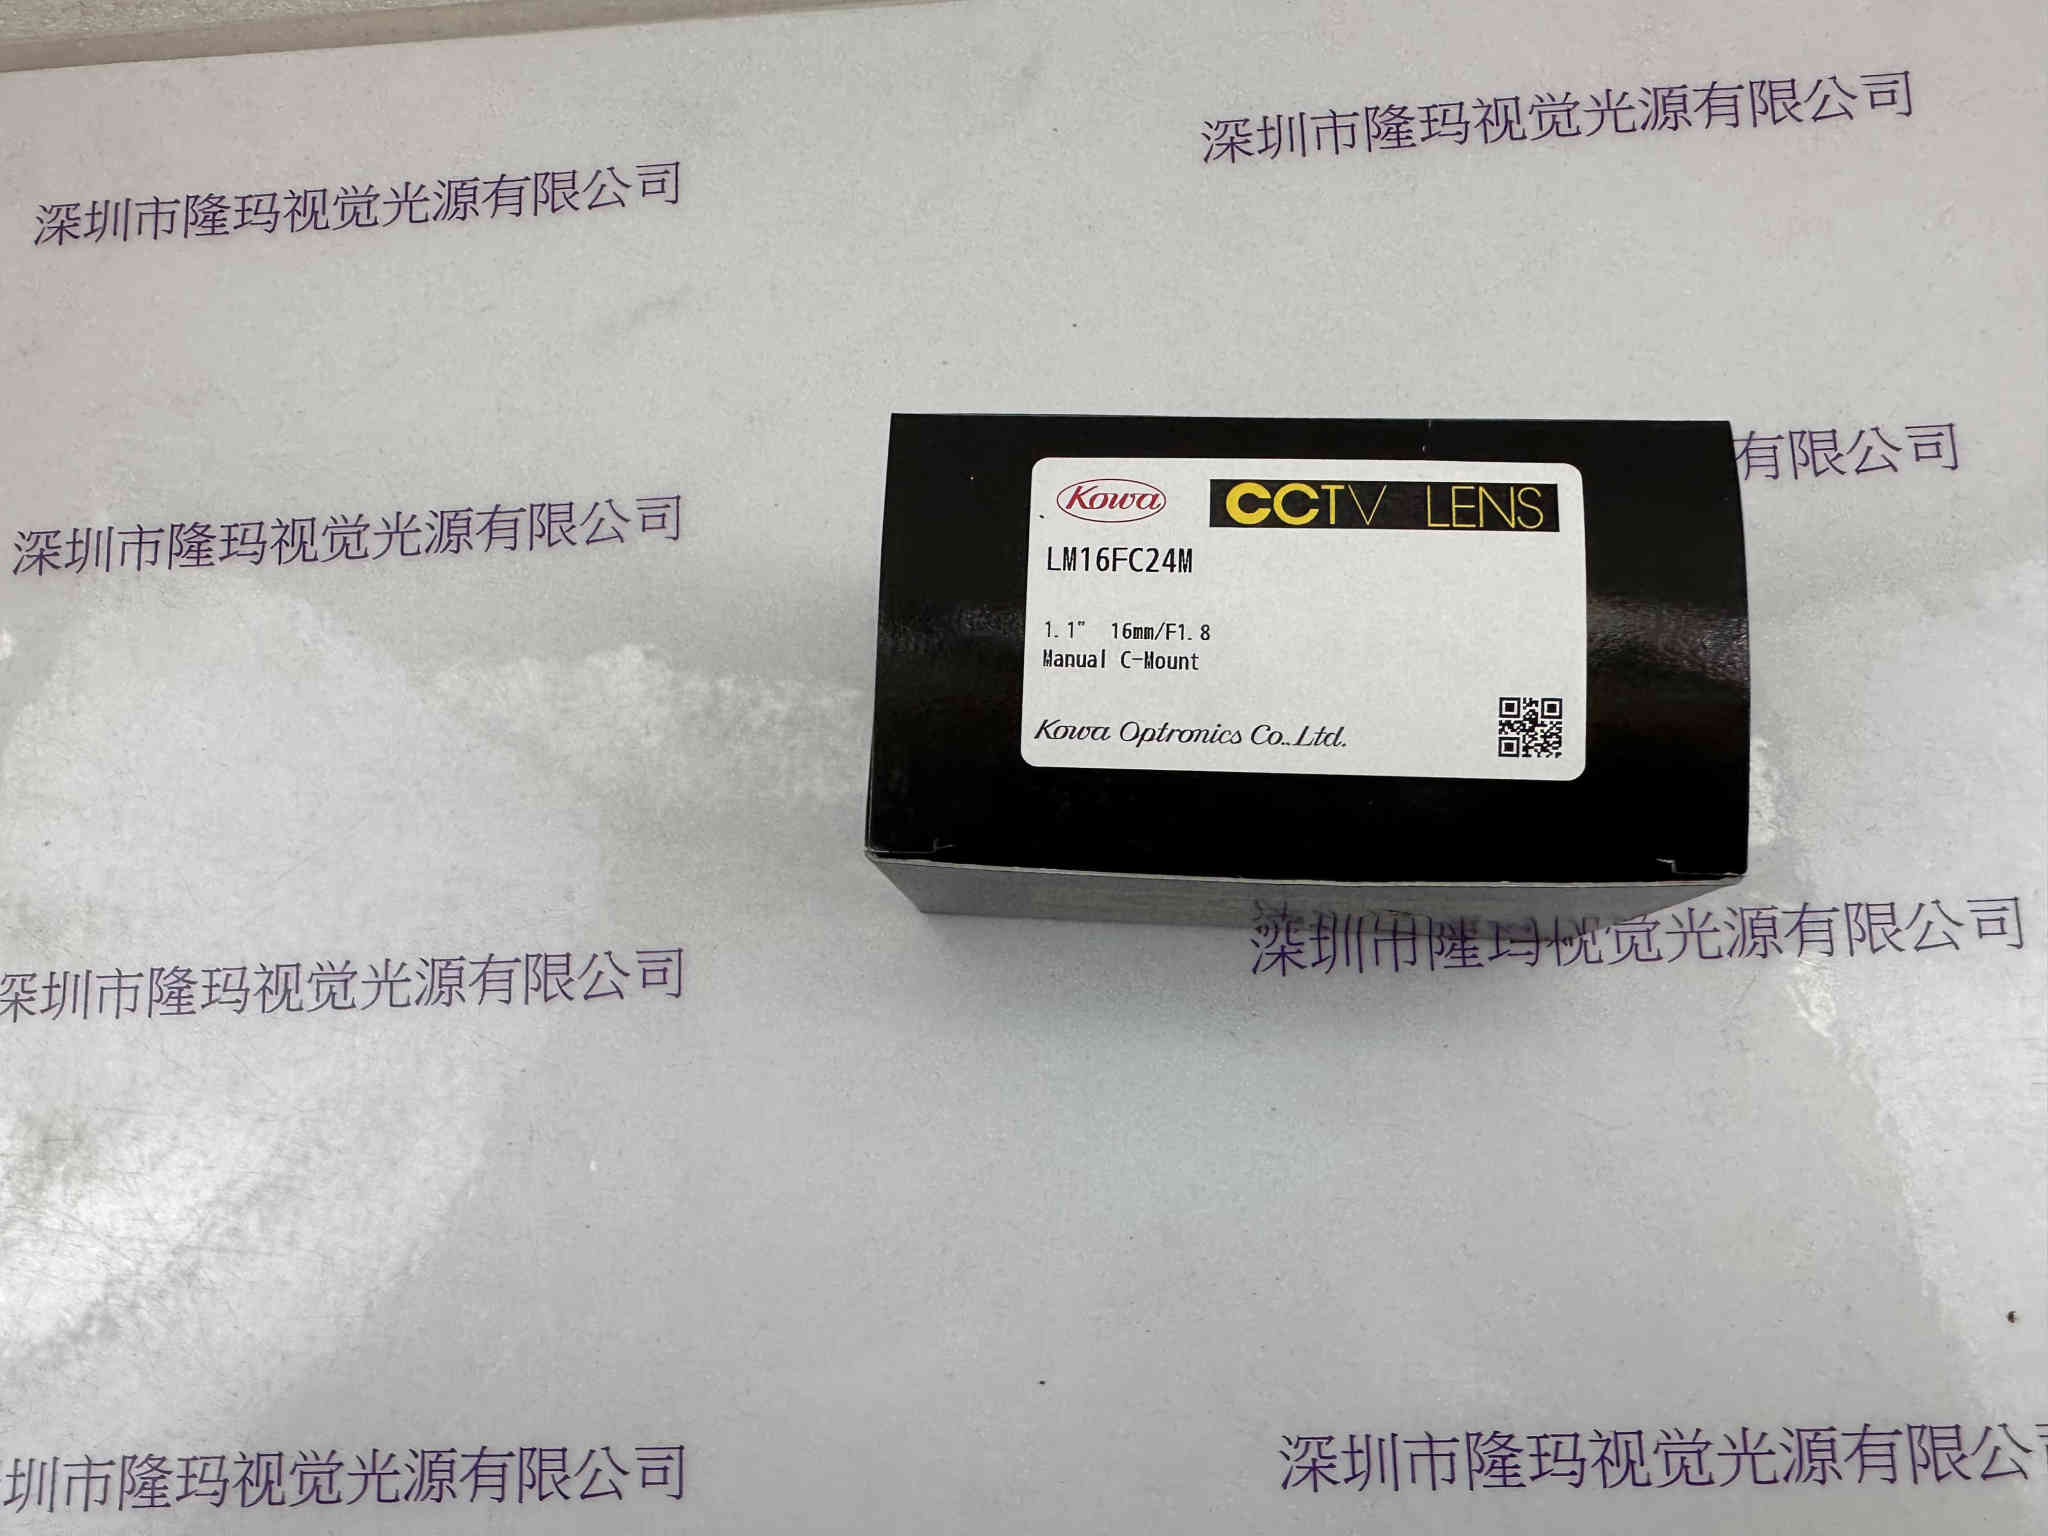 深圳市隆玛视觉光源有限公司
深圳市隆玛视觉光源有限公司
深圳市隆玛视觉光源有限公司
有限公司
Kowa
CCTV LENS
LM16FC24M
1.1" 16mm/F1.8
Manual C-Mount
Kowa Optronics Co.,Ltd.
深圳市隆玛视觉光源有限公司
深圳市隆玛视觉光源有限公司
圳市隆玛视觉光源有限公司
深圳市隆玛视觉光源有限公